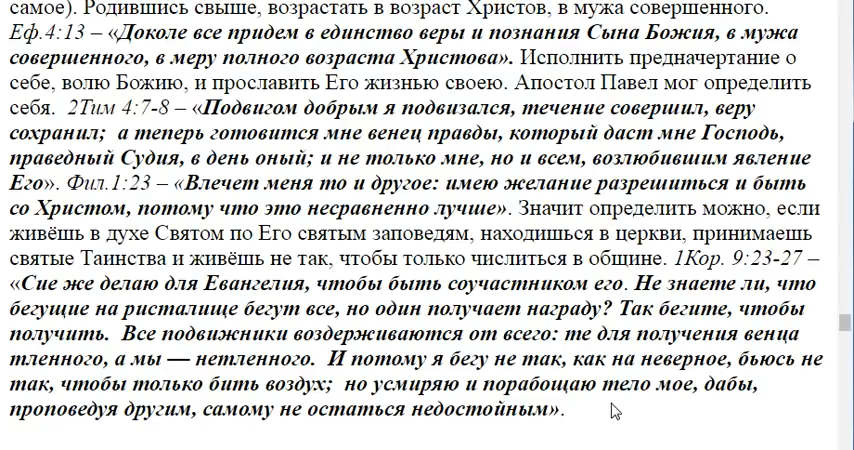 самое). Родившись свыше, возрастать в возраст Христов, в мужа совершенного.
Еф.4:13 – «Доколе все придем в единство веры и познания Сына Божия, в мужа
совершенного, в меру полного возраста Христова». Исполнить предначертание о
себе, волю Божию, и прославить Его жизнью своею. Апостол Павел мог определить
себя. 2Тим 4:7-8 – «Подвигом добрым я подвизался, течение совершил, веру
сохранил; а теперь готовится мне венец правды, который даст мне Господь,
праведный Судия, в день оный; и не только мне, но и всем, возлюбившим явление
Его». Фил.1:23 – «Влечет меня то и другое: имею желание разрешиться и быть
со Христом, потому что это несравненно лучше». Значит определить можно, если
живёшь в духе Святом по Его святым заповедям, находишься в церкви, принимаешь
святые Таинства и живёшь не так, чтобы только числиться в общине. 1Кор. 9:23-27 –
«Сие же делаю для Евангелия, чтобы быть соучастником его. Не знаете ли, что
бегущие на ристалище бегут все, но один получает награду? Так бегите, чтобы
получить. Все подвижники воздерживаются от всего: те для получения венца
тленного, а мы — нетленного. И потому я бегу не так, как на неверное, бьюсь не
так, чтобы только бить воздух; но усмиряю и порабощаю тело мое, дабы,
проповедуя другим, самому не остаться недостойным».